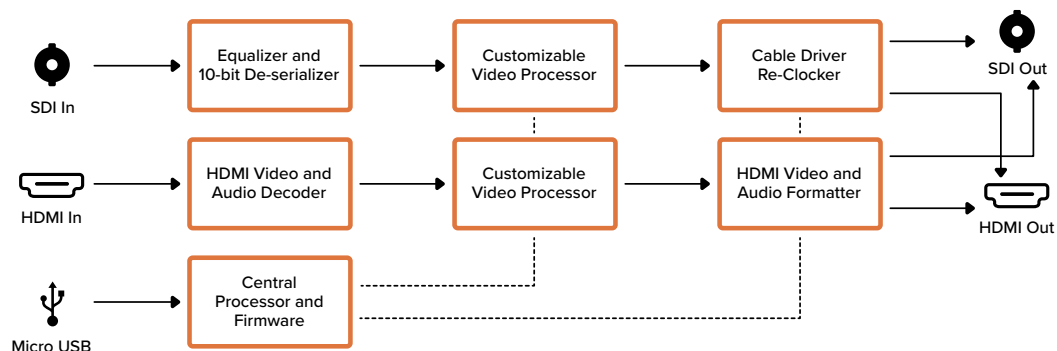 SDI In
Equalizer and
10-bit De-serializer
Customizable
Video Processor
Cable Driver
Re-Clocker
SDI Out
HDMI In
HDMI Video and
Audio Decoder
Customizable
Video Processor
HDMI Video and
Audio Formatter
HDMI Out
Micro USB
Central
Processor and
Firmware